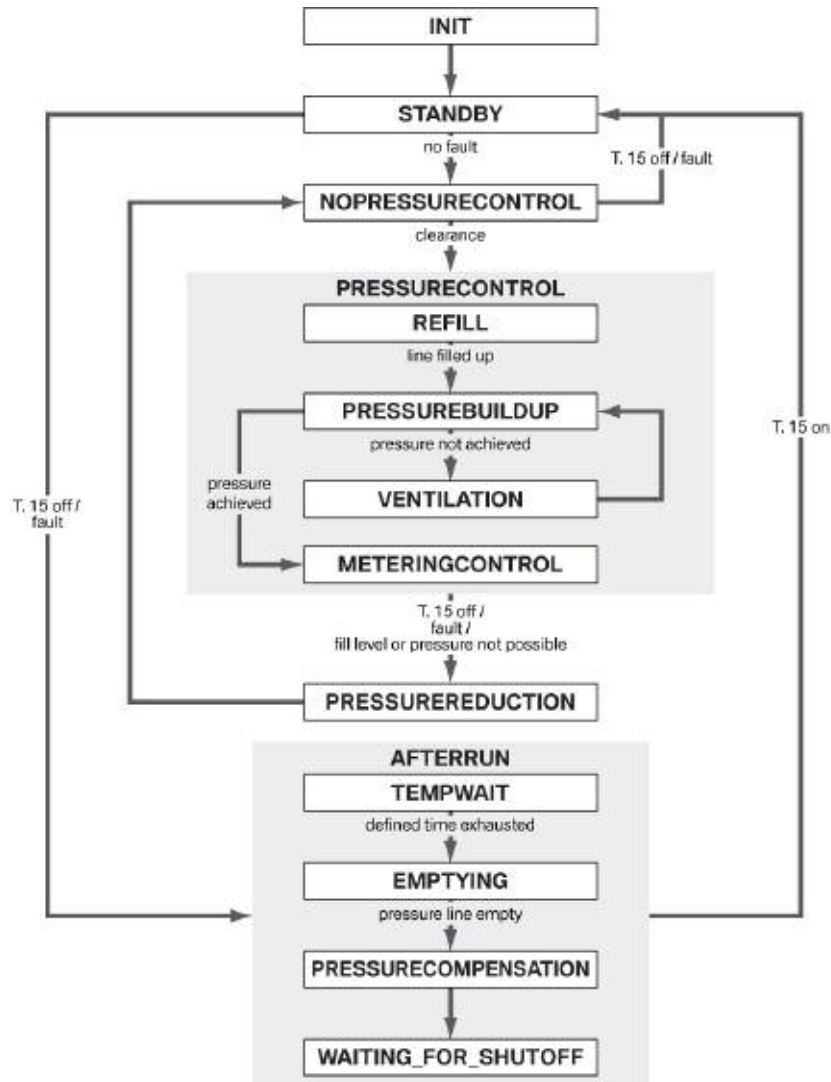 INIT
STANDBY
no fault
T. 15 off / fault
NOPRESSURECONTROL
clearance
PRESSURECONTROL
REFILL
line filled up
PRESSUREBUILDUP
pressure not achieved
T. 15 on
pressure
achieved
VENTILATION
T. 15 off /
fault
METERINGCONTROL
T. 15 off /
fault /
fill level or pressure not possible
PRESSUREREDUCTION
AFTERRUN
TEMPWAIT
defined time exhausted
EMPTYING
pressure line empty
PRESSURECOMPENSATION
WAITING_FOR_SHUTOFF